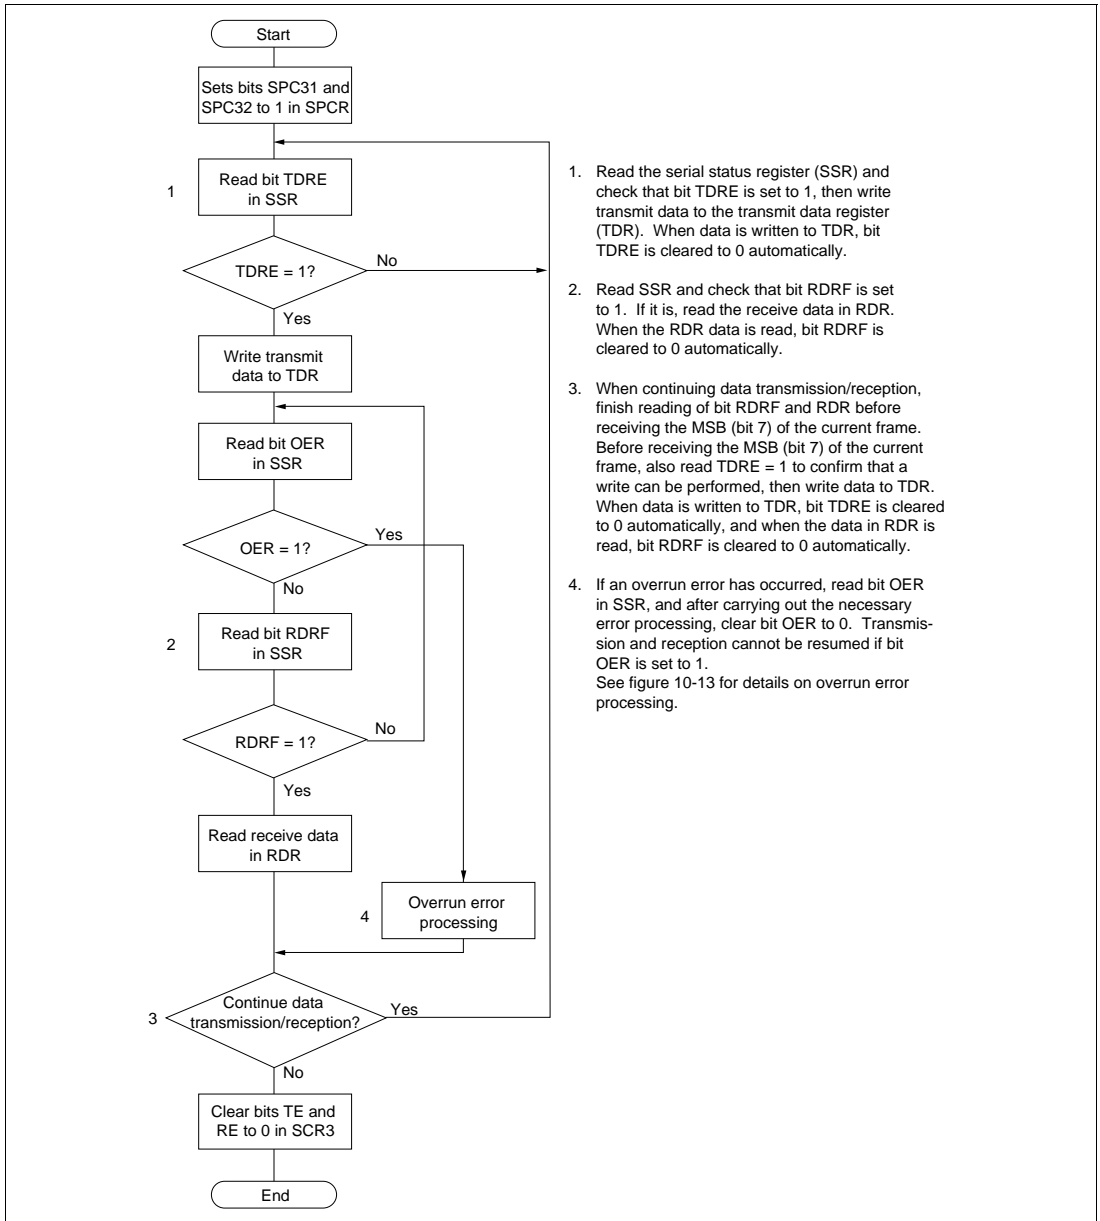 Start
Sets bits SPC31 and
SPC32 to 1 in SPCR
1
Read bit TDRE
in SSR
TDRE = 1?
No
Yes
Write transmit
data to TDR
Read bit OER
in SSR
OER = 1?
Yes
No
2
Read bit RDRF
in SSR
RDRF = 1?
No
Yes
Read receive data
in RDR
4
Overrun error
processing
3
Continue data
transmission/reception?
Yes
No
Clear bits TE and
RE to 0 in SCR3
End
1. Read the serial status register (SSR) and
check that bit TDRE is set to 1, then write
transmit data to the transmit data register
(TDR). When data is written to TDR, bit
TDRE is cleared to 0 automatically.
2. Read SSR and check that bit RDRF is set
to 1. If it is, read the receive data in RDR.
When the RDR data is read, bit RDRF is
cleared to 0 automatically.
3. When continuing data transmission/reception,
finish reading of bit RDRF and RDR before
receiving the MSB (bit 7) of the current frame.
Before receiving the MSB (bit 7) of the current
frame, also read TDRE = 1 to confirm that a
write can be performed, then write data to TDR.
When data is written to TDR, bit TDRE is cleared
to 0 automatically, and when the data in RDR is
read, bit RDRF is cleared to 0 automatically.
4. If an overrun error has occurred, read bit OER
in SSR, and after carrying out the necessary
error processing, clear bit OER to 0. Transmis-
sion and reception cannot be resumed if bit
OER is set to 1.
See figure 10-13 for details on overrun error
processing.